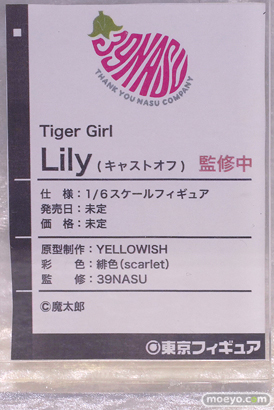 39NASU
THANK YOU NASU COMPANY
Tiger Girl
Lily (キャストオフ) 監修中
仕 様：1/6スケールフィギュア
発売日：未定
価 格：未定
原型制作：YELLOWISH
彩 色：緋色(scarlet)
監 修：39NASU
©魔太郎
東京フィギュア
moeyo.com